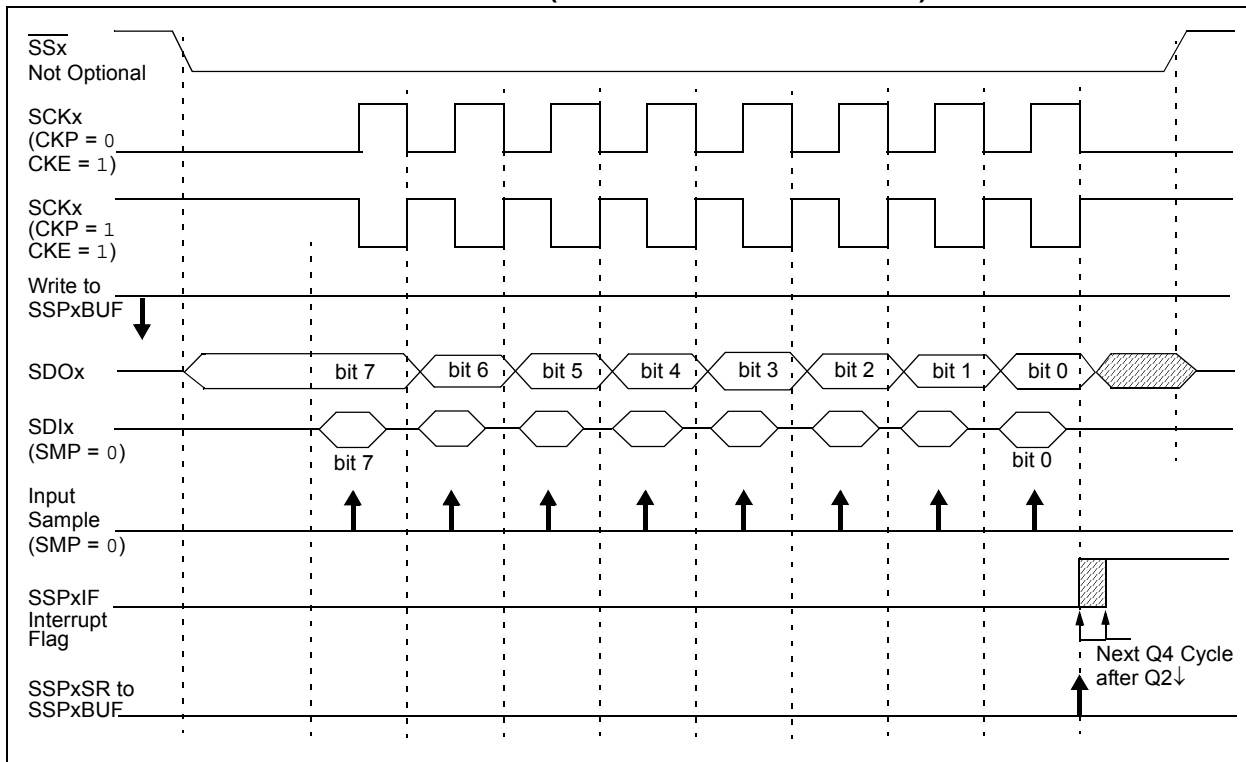 SSx
Not Optional
SCKx
(CKP = 0
CKE = 1)
SCKx
(CKP = 1
CKE = 1)
Write to
SSPxBUF
SDOx
bit 7
bit 6
bit 5
bit 4
bit 3
bit 2
bit 1
bit 0
SDIx
(SMP = 0)
bit 7
bit 0
Input
Sample
(SMP = 0)
SSPxIF
Interrupt
Flag
Next Q4 Cycle
after Q2↓
SSPxSR to
SSPxBUF